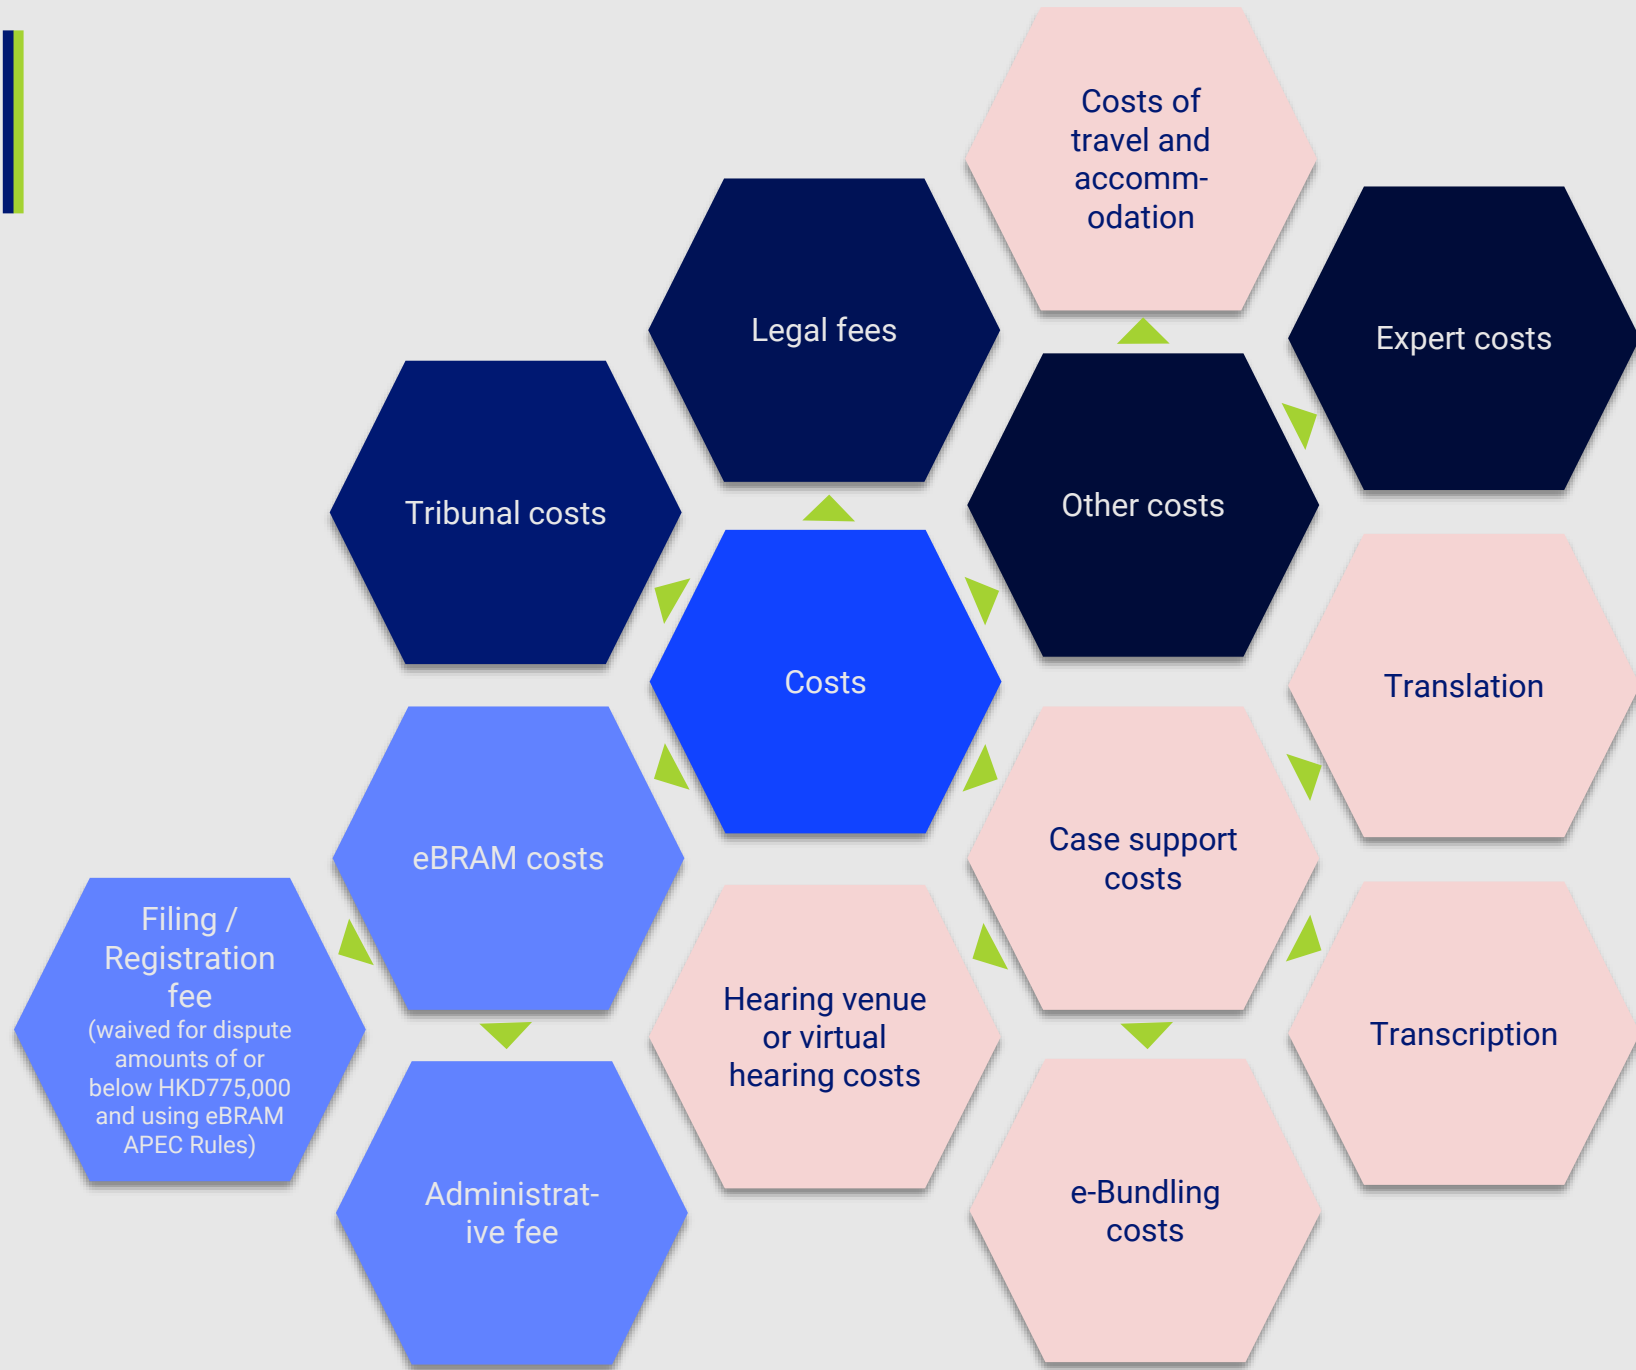 Costs of
travel and
accomm-
odation
Legal fees
Expert costs
Tribunal costs
Other costs
Costs
Translation
eBRAM costs
Case support
costs
Filing /
Registration
fee
(waived for dispute
amounts of or
below HKD775,000
and using eBRAM
APEC Rules)
Hearing venue
or virtual
hearing costs
Transcription
Administrat-
ive fee
e-Bundling
costs